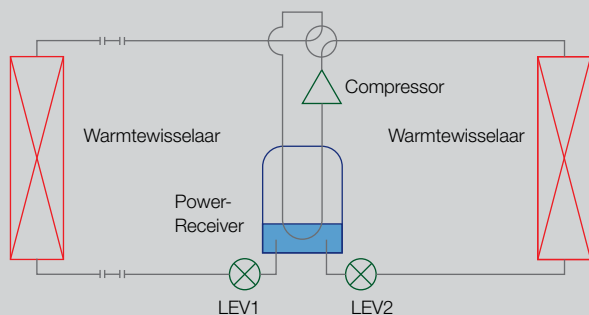 Compressor
Warmtewisselaar
Warmtewisselaar
Power-
Receiver
LEV1
LEV2